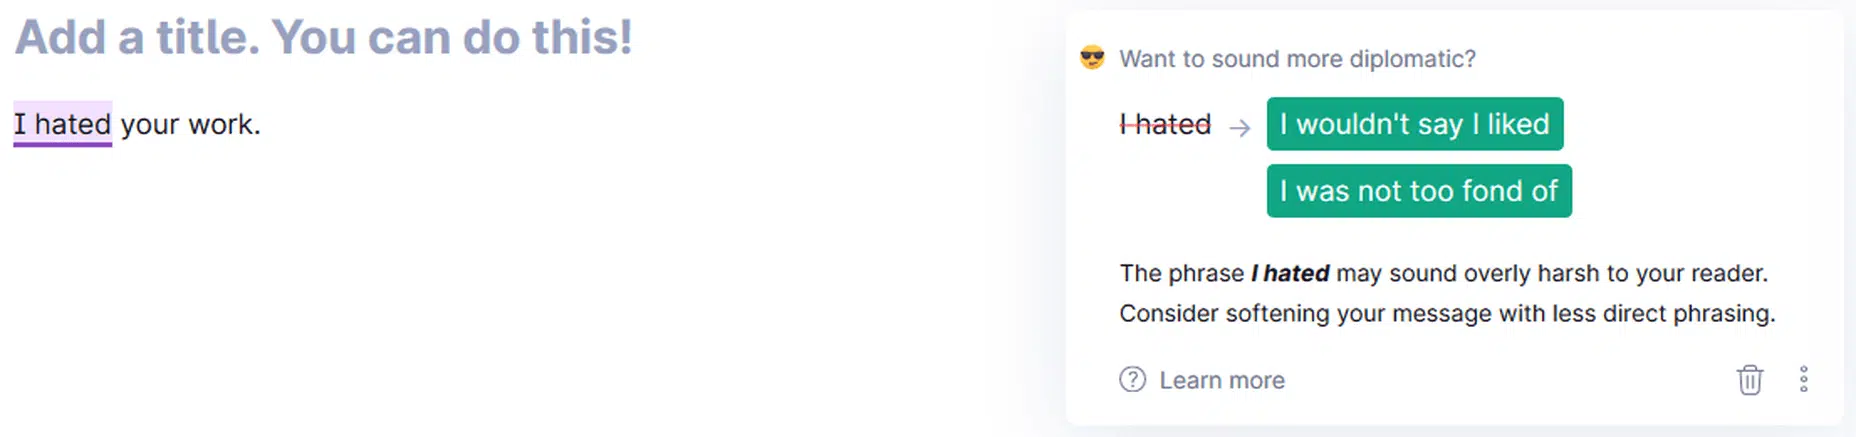 Add a title. You can do this!
I hated your work.
Want to sound more diplomatic?
I hated → I wouldn't say I liked
I was not too fond of
The phrase I hated may sound overly harsh to your reader.
Consider softening your message with less direct phrasing.
Learn more